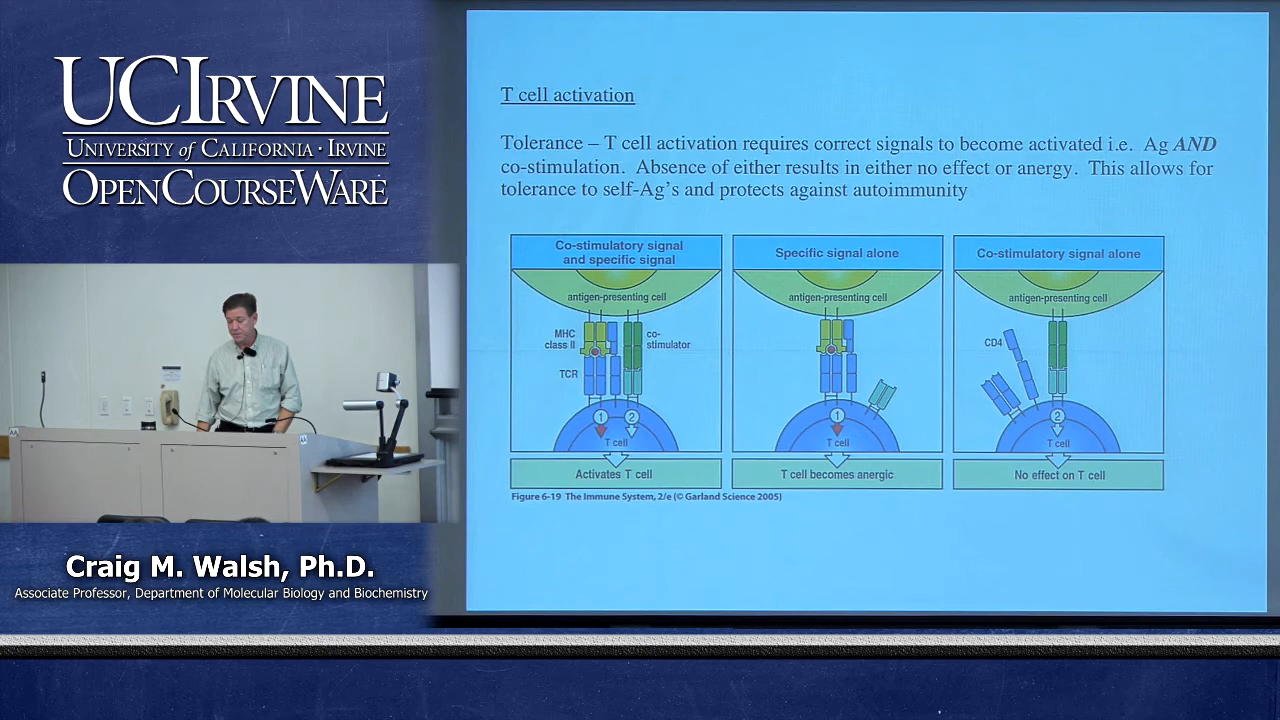 UCIRVINE
UNIVERSITY of CALIFORNIA · IRVINE
OPENCOURSEWARE
Craig M. Walsh, Ph.D.
Associate Professor, Department of Molecular Biology and Biochemistry
T cell activation
Tolerance – T cell activation requires correct signals to become activated i.e. Ag AND
co-stimulation. Absence of either results in either no effect or anergy. This allows for
tolerance to self-Ag's and protects against autoimmunity
Co-stimulatory signal
and specific signal
antigen-presenting cell
MHC
class II
co-
stimulator
TCR
1
2
T cell
Activates T cell
Specific signal alone
antigen-presenting cell
1
T cell
T cell becomes anergic
Co-stimulatory signal alone
antigen-presenting cell
CD4
2
T cell
No effect on T cell
Figure 6-19 The Immune System, 2/e (© Garland Science 2005)